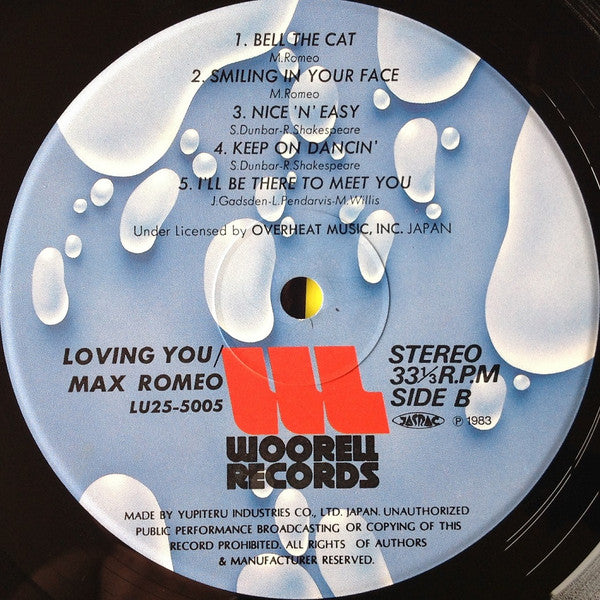 1. BELL THE CAT
M.Romeo
2. SMILING IN YOUR FACE
M.Romeo
3. NICE 'N' EASY
S.Dunbar-R.Shakespeare
4. KEEP ON DANCIN'
S.Dunbar-R.Shakespeare
5. I'LL BE THERE TO MEET YOU
J.Gadsden-L.Pendarvis-M.Willis
Under Licensed by OVERHEAT MUSIC, INC. JAPAN
LOVING YOU/
MAX ROMEO
LU25-5005
STEREO
33⅓R.P.M
SIDE B
JASRAC ℗ 1983
WOORELL
RECORDS
MADE BY YUPITERU INDUSTRIES CO., LTD. JAPAN. UNAUTHORIZED
PUBLIC PERFORMANCE BROADCASTING OR COPYING OF THIS
RECORD PROHIBITED. ALL RIGHTS OF AUTHORS
& MANUFACTURER RESERVED.